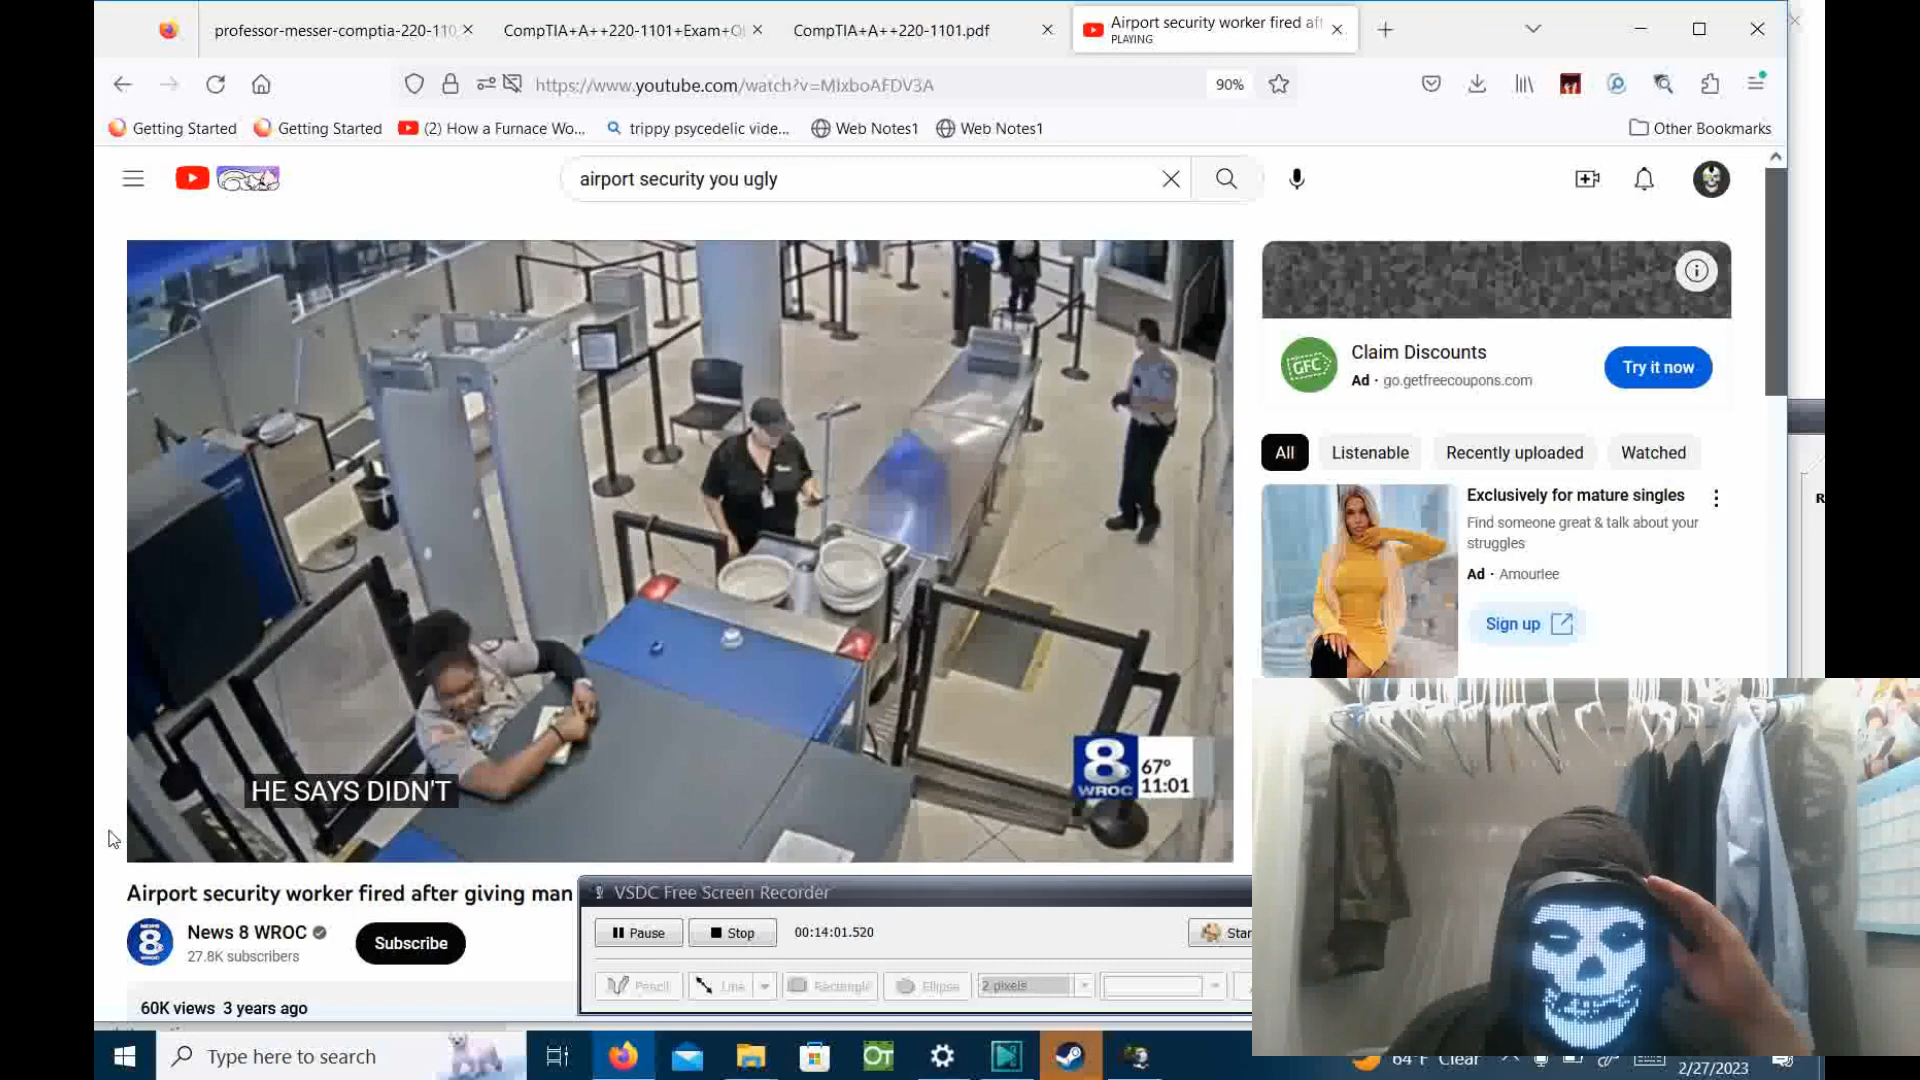 professor-messer-comptia-220-110
CompTIA+A++220-1101+Exam+O
CompTIA+A++220-1101.pdf
Airport security worker fired aft
PLAYING
https://www.youtube.com/watch?v=MIxboAFDV3A
90%
Getting Started
Getting Started
(2) How a Furnace Wo...
trippy psycedelic vide...
Web Notes1
Web Notes1
Other Bookmarks
airport security you ugly
Claim Discounts
GFC
Ad · go.getfreecoupons.com
Try it now
All
Listenable
Recently uploaded
Watched
Exclusively for mature singles
Find someone great & talk about your
struggles
Ad · Amourlee
Sign up
8
WROC
67°
11:01
HE SAYS DIDN'T
Airport security worker fired after giving man
News 8 WROC
27.8K subscribers
Subscribe
60K views 3 years ago
VSDC Free Screen Recorder
Pause
Stop
00:14:01.520
Star
Pencil
Line
Rectangle
Ellipse
2 pixels
Type here to search
OT
64°F Clear
2/27/2023